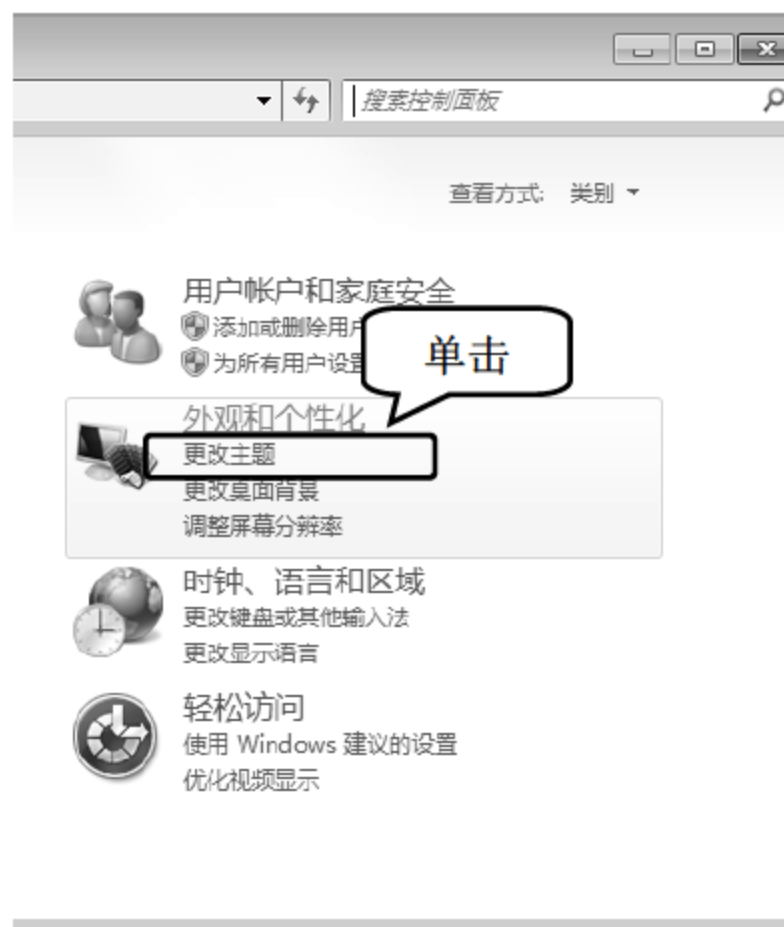 搜索控制面板
查看方式: 类别
用户帐户和家庭安全
添加或删除用户
为所有用户设置
单击
外观和个性化
更改主题
更改桌面背景
调整屏幕分辨率
时钟、语言和区域
更改键盘或其他输入法
更改显示语言
轻松访问
使用 Windows 建议的设置
优化视频显示